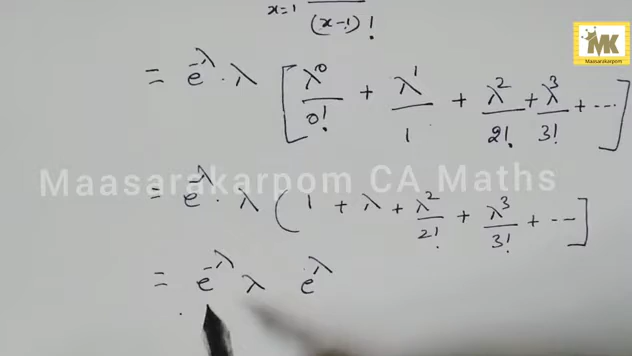 x=1 (x-1)!
MK
Maasarakarpom
= e^-λ · λ [ λ^0/0! + λ^1/1 + λ^2/2! + λ^3/3! + ---- ]
Maasarakarpom CA Maths
= e^-λ · λ ( 1 + λ + λ^2/2! + λ^3/3! + --- ]
= e^-λ λ e^λ